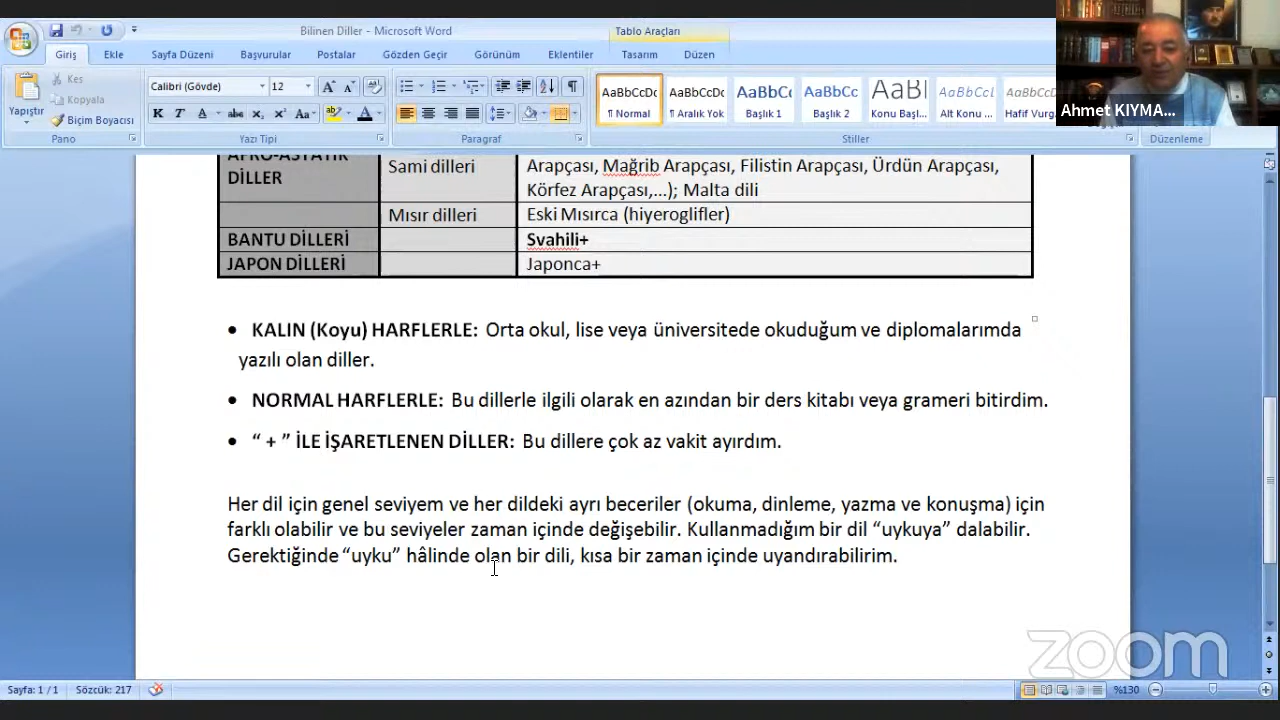 Bilinen Diller - Microsoft Word
Tablo Araçları
Giriş Ekle Sayfa Düzeni Başvurular Postalar Gözden Geçir Görünüm Eklentiler Tasarım Düzen
Yapıştır
Kes
Kopyala
Biçim Boyacısı
Pano
Calibri (Gövde) 12
K T A abc x₂ x² Aa
Yazı Tipi
Paragraf
AaBbCcDc AaBbCcDc AaBbCc AaBbCc AaBl AaBbCcL AaBbCcDc
¶ Normal ¶ Aralık Yok Başlık 1 Başlık 2 Konu Başl... Alt Konu ... Hafif Vurg
Stiller
Düzenleme
Ahmet KIYMA...
AFRO-ASYATİK
DİLLER
Sami dilleri
Arapçası, Mağrib Arapçası, Filistin Arapçası, Ürdün Arapçası,
Körfez Arapçası,...); Malta dili
Mısır dilleri Eski Mısırca (hiyeroglifler)
BANTU DİLLERİ Svahili+
JAPON DİLLERİ Japonca+
• KALIN (Koyu) HARFLERLE: Orta okul, lise veya üniversitede okuduğum ve diplomalarımda
yazılı olan diller.
• NORMAL HARFLERLE: Bu dillerle ilgili olarak en azından bir ders kitabı veya grameri bitirdim.
• “ + ” İLE İŞARETLENEN DİLLER: Bu dillere çok az vakit ayırdım.
Her dil için genel seviyem ve her dildeki ayrı beceriler (okuma, dinleme, yazma ve konuşma) için
farklı olabilir ve bu seviyeler zaman içinde değişebilir. Kullanmadığım bir dil “uykuya” dalabilir.
Gerektiğinde “uyku” hâlinde olan bir dili, kısa bir zaman içinde uyandırabilirim.
zoom
Sayfa: 1 / 1 Sözcük: 217 %130